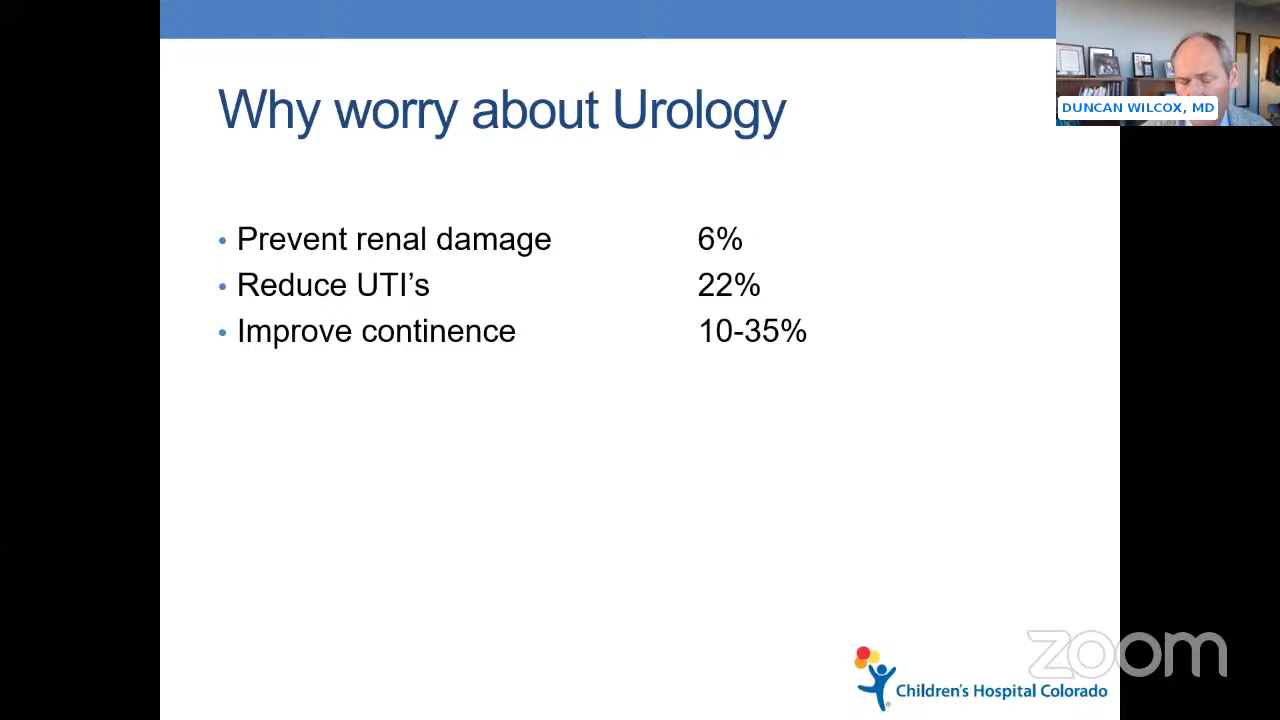 Why worry about Urology
DUCAN WILCOX, MD
• Prevent renal damage 6%
• Reduce UTI's 22%
• Improve continence 10-35%
zoom
Children's Hospital Colorado